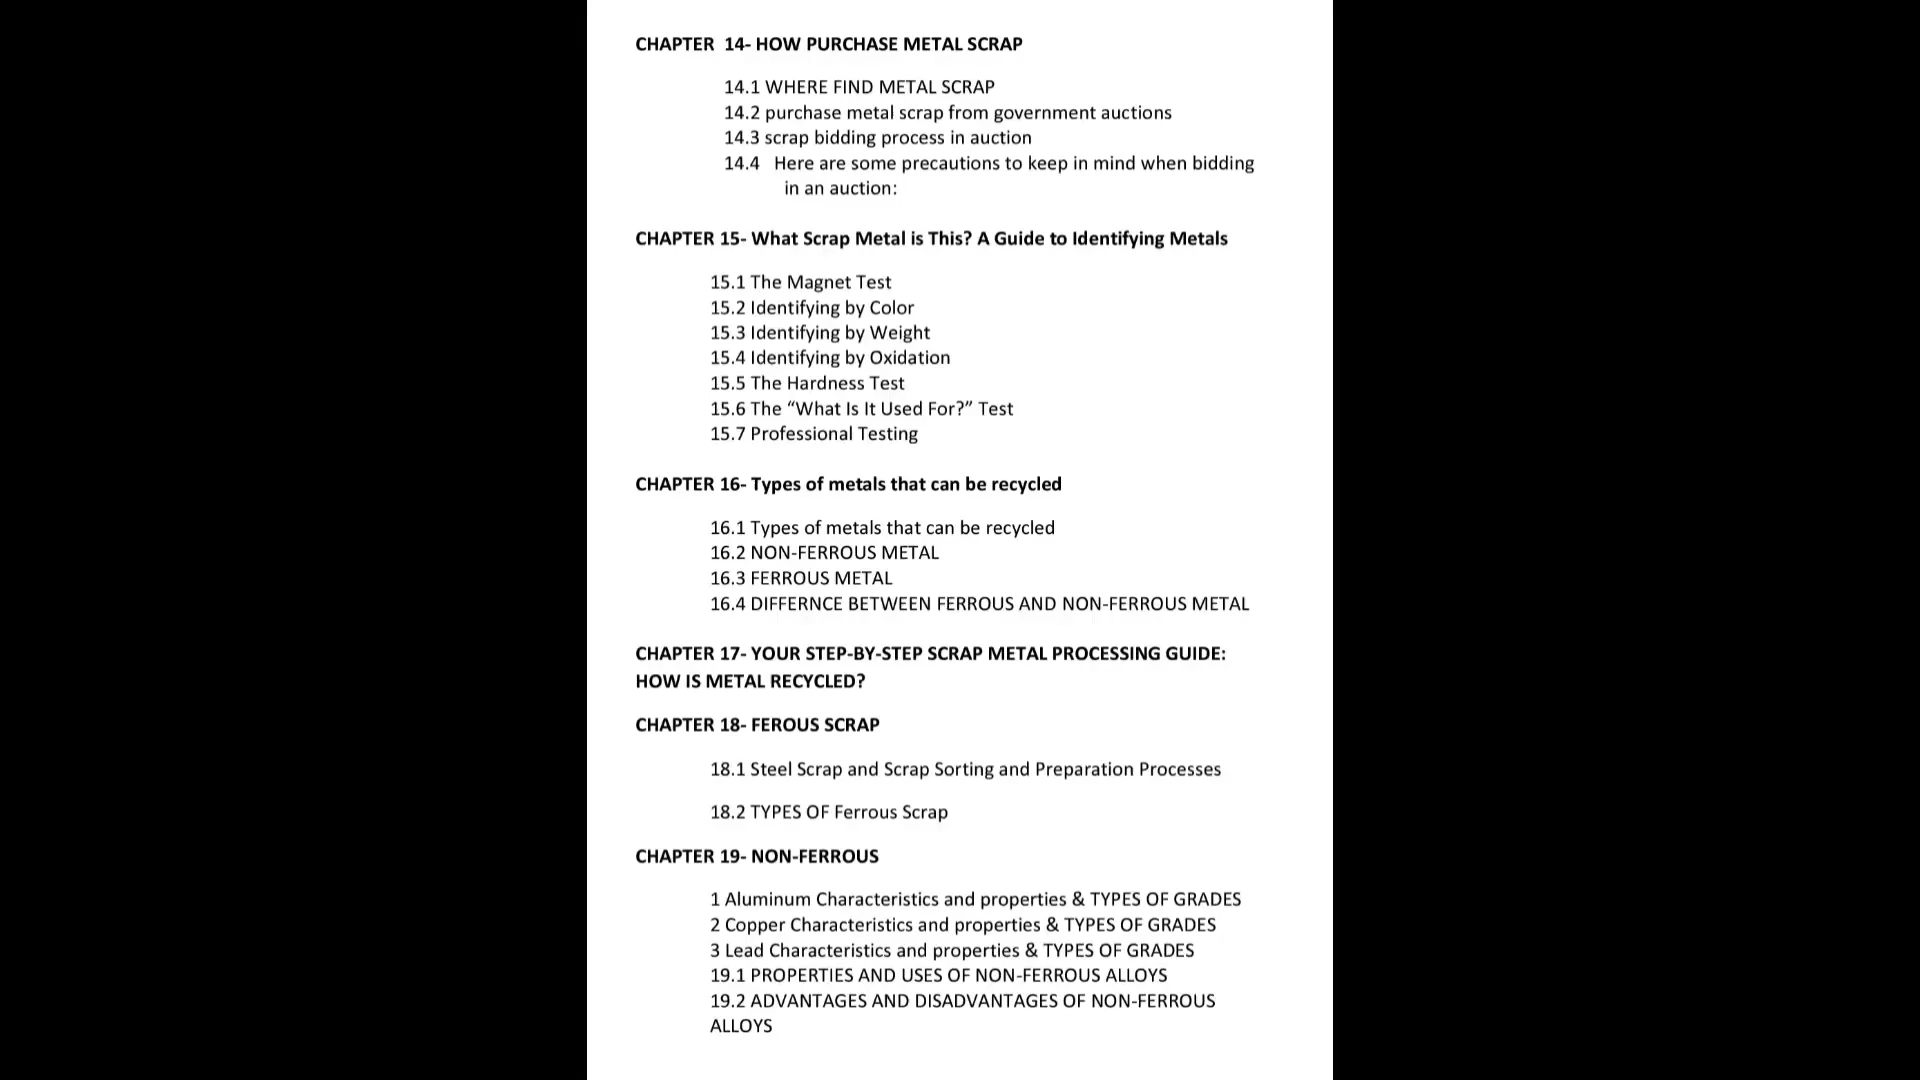 CHAPTER  14- HOW PURCHASE METAL SCRAP
14.1 WHERE FIND METAL SCRAP
14.2 purchase metal scrap from government auctions
14.3 scrap bidding process in auction
14.4   Here are some precautions to keep in mind when bidding
in an auction:
CHAPTER 15- What Scrap Metal is This? A Guide to Identifying Metals
15.1 The Magnet Test
15.2 Identifying by Color
15.3 Identifying by Weight
15.4 Identifying by Oxidation
15.5 The Hardness Test
15.6 The “What Is It Used For?” Test
15.7 Professional Testing
CHAPTER 16- Types of metals that can be recycled
16.1 Types of metals that can be recycled
16.2 NON-FERROUS METAL
16.3 FERROUS METAL
16.4 DIFFERNCE BETWEEN FERROUS AND NON-FERROUS METAL
CHAPTER 17- YOUR STEP-BY-STEP SCRAP METAL PROCESSING GUIDE:
HOW IS METAL RECYCLED?
CHAPTER 18- FEROUS SCRAP
18.1 Steel Scrap and Scrap Sorting and Preparation Processes
18.2 TYPES OF Ferrous Scrap
CHAPTER 19- NON-FERROUS
1 Aluminum Characteristics and properties & TYPES OF GRADES
2 Copper Characteristics and properties & TYPES OF GRADES
3 Lead Characteristics and properties & TYPES OF GRADES
19.1 PROPERTIES AND USES OF NON-FERROUS ALLOYS
19.2 ADVANTAGES AND DISADVANTAGES OF NON-FERROUS
ALLOYS